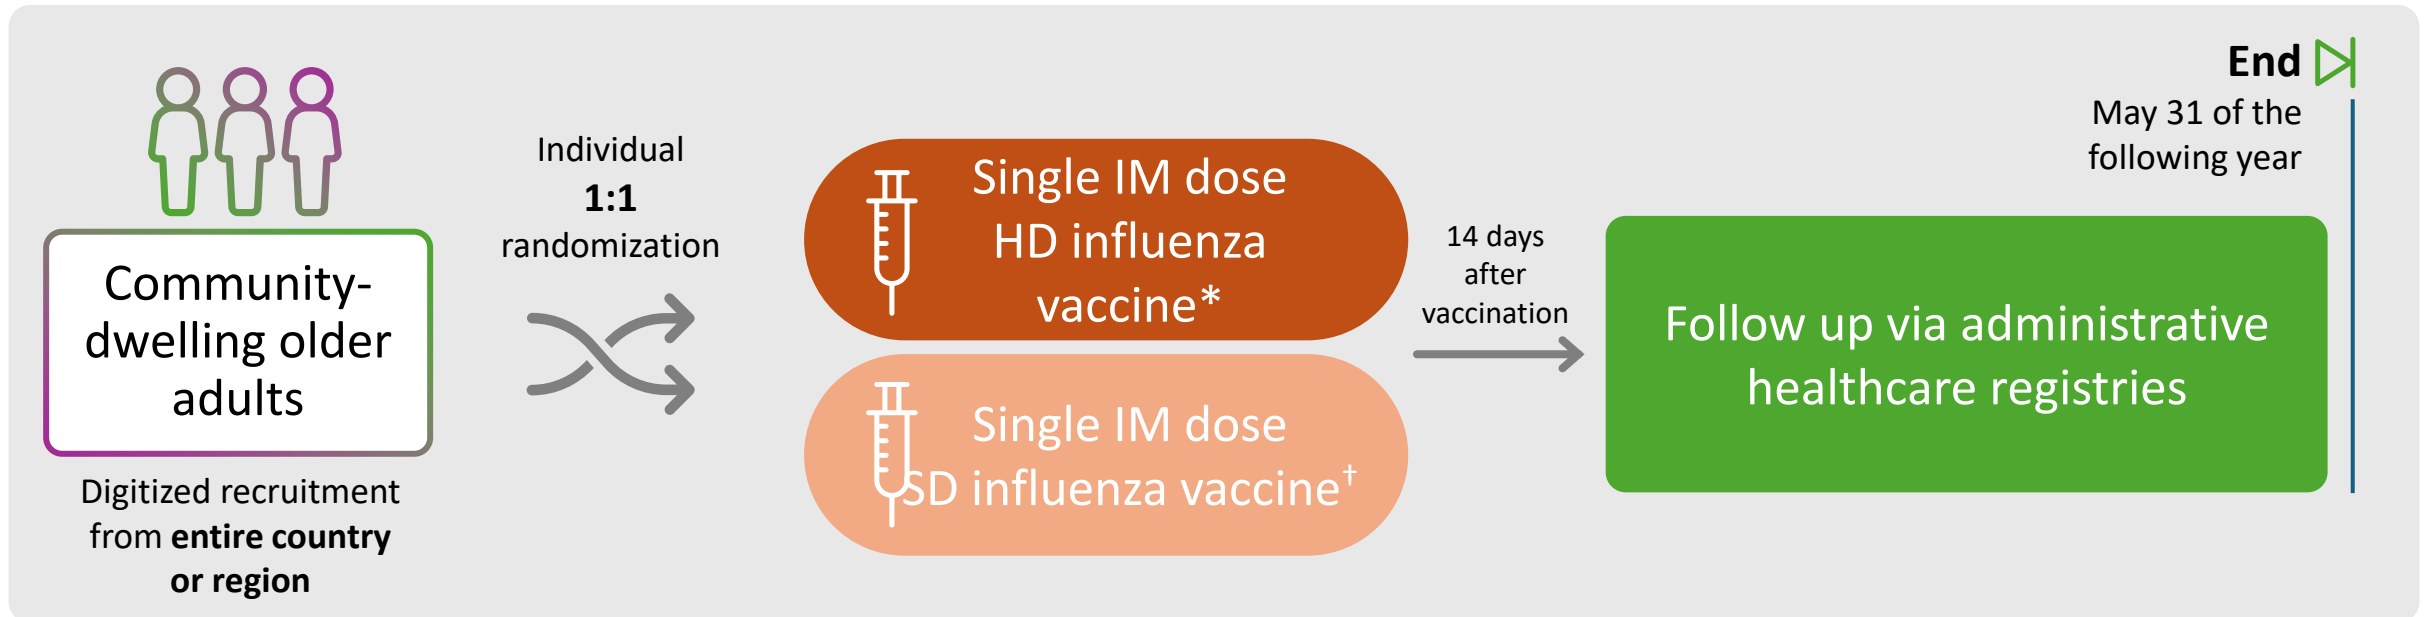 Community-
dwelling older
adults
Digitized recruitment
from entire country
or region
Individual
1:1
randomization
Single IM dose
HD influenza
vaccine*
Single IM dose
SD influenza vaccine†
14 days
after
vaccination
Follow up via administrative
healthcare registries
End
May 31 of the
following year